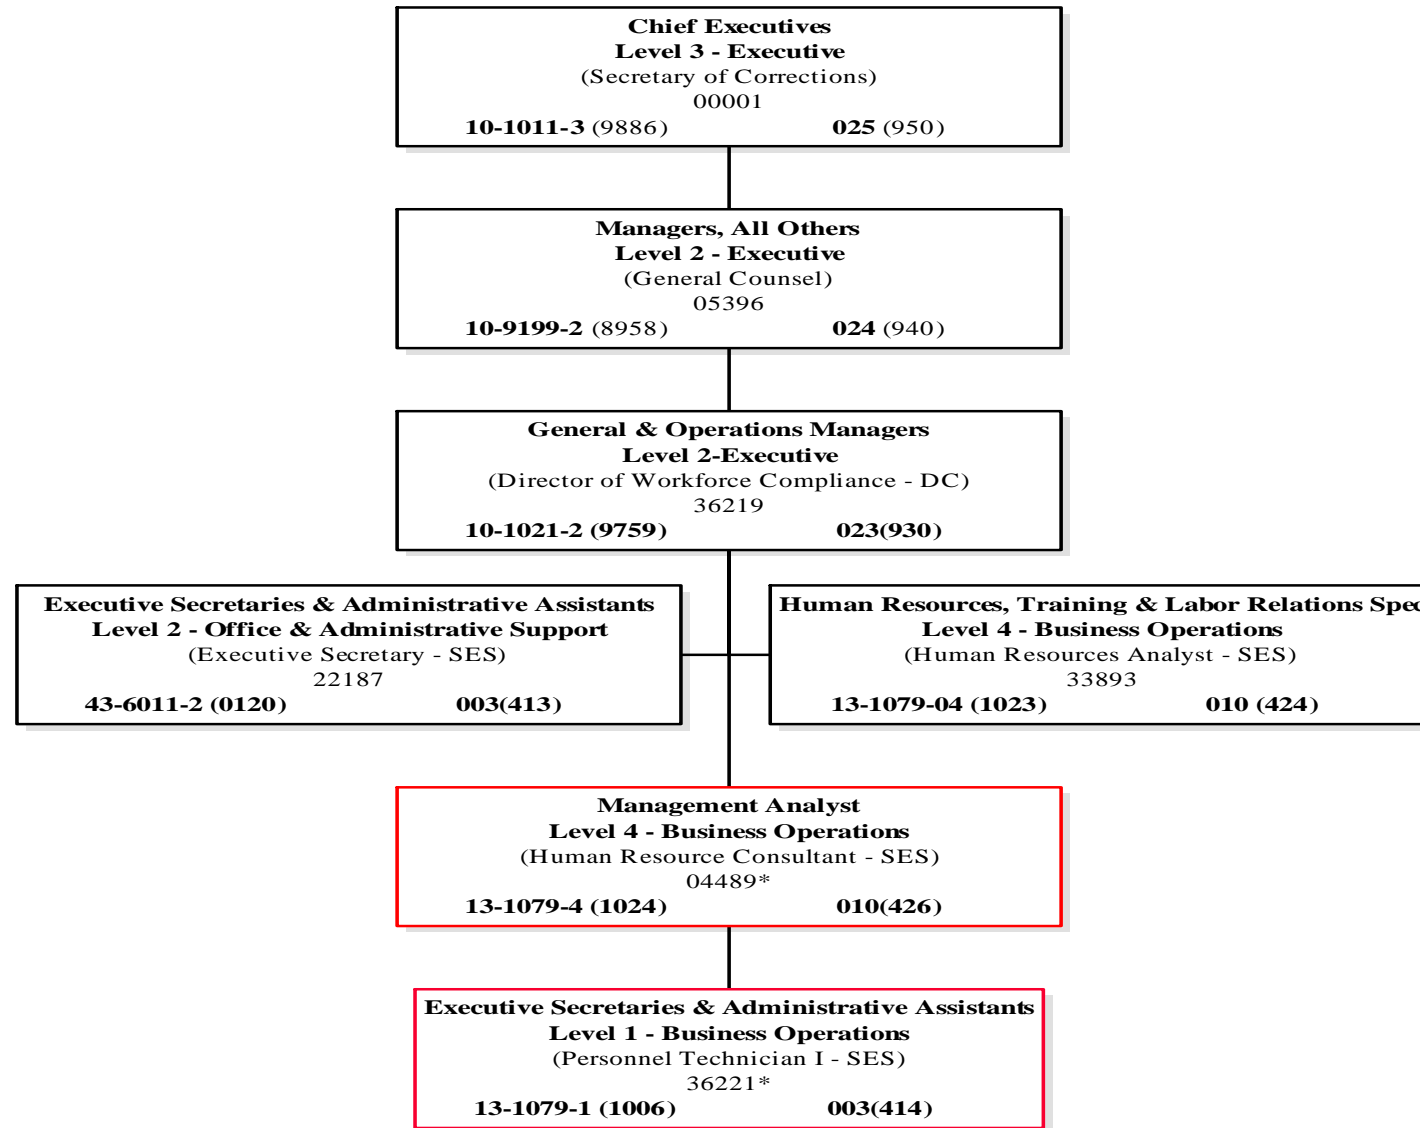 Chief Executives
Level 3 - Executive
(Secretary of Corrections)
00001
10-1011-3 (9886) 025 (950)
Managers, All Others
Level 2 - Executive
(General Counsel)
05396
10-9199-2 (8958) 024 (940)
General & Operations Managers
Level 2-Executive
(Director of Workforce Compliance - DC)
36219
10-1021-2 (9759) 023(930)
Executive Secretaries & Administrative Assistants
Level 2 - Office & Administrative Support
(Executive Secretary - SES)
22187
43-6011-2 (0120) 003(413)
Human Resources, Training & Labor Relations Spec
Level 4 - Business Operations
(Human Resources Analyst - SES)
33893
13-1079-04 (1023) 010 (424)
Management Analyst
Level 4 - Business Operations
(Human Resource Consultant - SES)
04489*
13-1079-4 (1024) 010(426)
Executive Secretaries & Administrative Assistants
Level 1 - Business Operations
(Personnel Technician I - SES)
36221*
13-1079-1 (1006) 003(414)